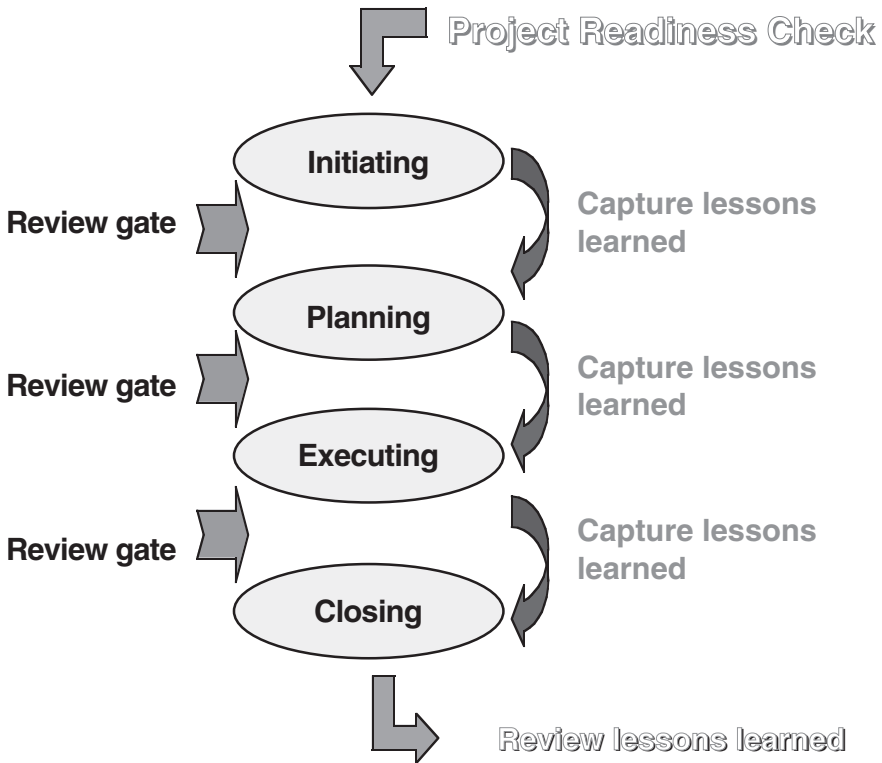 Project Readiness Check
Initiating
Review gate
Capture lessons
learned
Planning
Review gate
Capture lessons
learned
Executing
Review gate
Capture lessons
learned
Closing
Review lessons learned